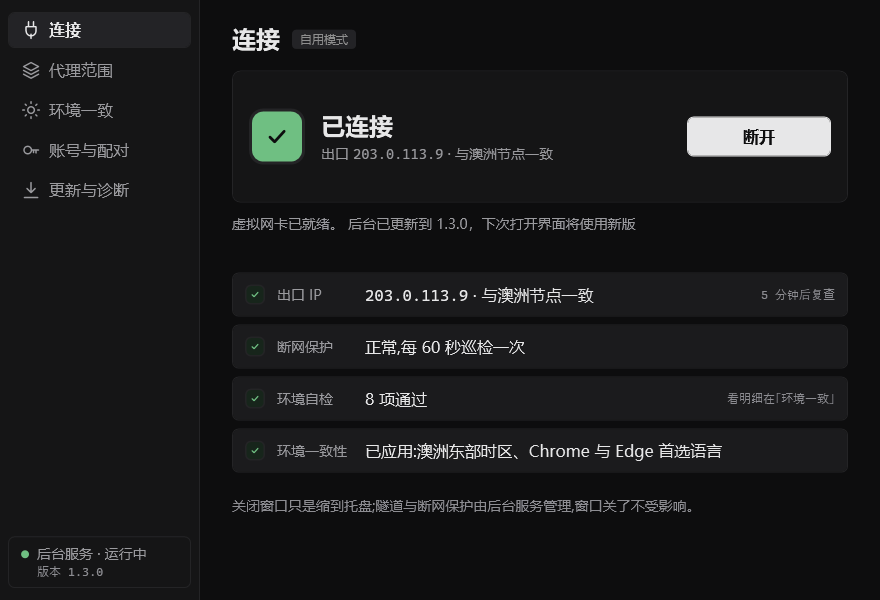 连接
代理范围
环境一致
账号与配对
更新与诊断
后台服务 · 运行中
版本 1.3.0
连接 自用模式
已连接
出口 203.0.113.9 · 与澳洲节点一致
断开
虚拟网卡已就绪。 后台已更新到 1.3.0，下次打开界面将使用新版
出口 IP 203.0.113.9 · 与澳洲节点一致 5 分钟后复查
断网保护 正常,每 60 秒巡检一次
环境自检 8 项通过 看明细在「环境一致」
环境一致性 已应用:澳洲东部时区、Chrome 与 Edge 首选语言
关闭窗口只是缩到托盘;隧道与断网保护由后台服务管理,窗口关了不受影响。